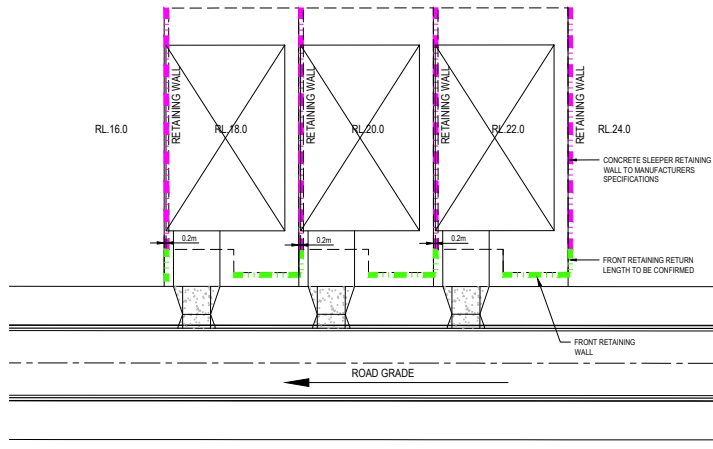 RETAINING WALL
RETAINING WALL
RETAINING WALL
RETAINING WALL
RL.16.0
RL.18.0
RL.20.0
RL.22.0
RL.24.0
CONCRETE SLEEPER RETAINING
WALL TO MANUFACTURERS
SPECIFICATIONS
0.2m
0.2m
0.2m
FRONT RETAINING RETURN
LENGTH TO BE CONFIRMED
FRONT RETAINING
WALL
ROAD GRADE